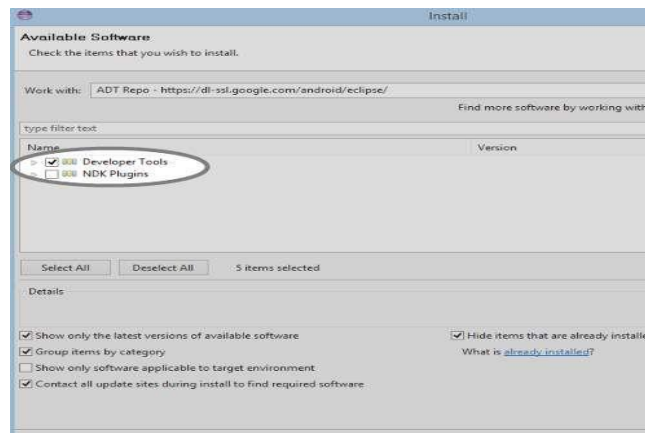 Install
Available Software
Check the items that you wish to install.
Work with: ADT Repo - https://dl-ssl.google.com/android/eclipse/
Find more software by working with
type filter text
Name Version
Developer Tools
NDK Plugins
Select All Deselect All 5 items selected
Details
Show only the latest versions of available software
Hide items that are already installe
Group items by category
What is already installed?
Show only software applicable to target environment
Contact all update sites during install to find required software